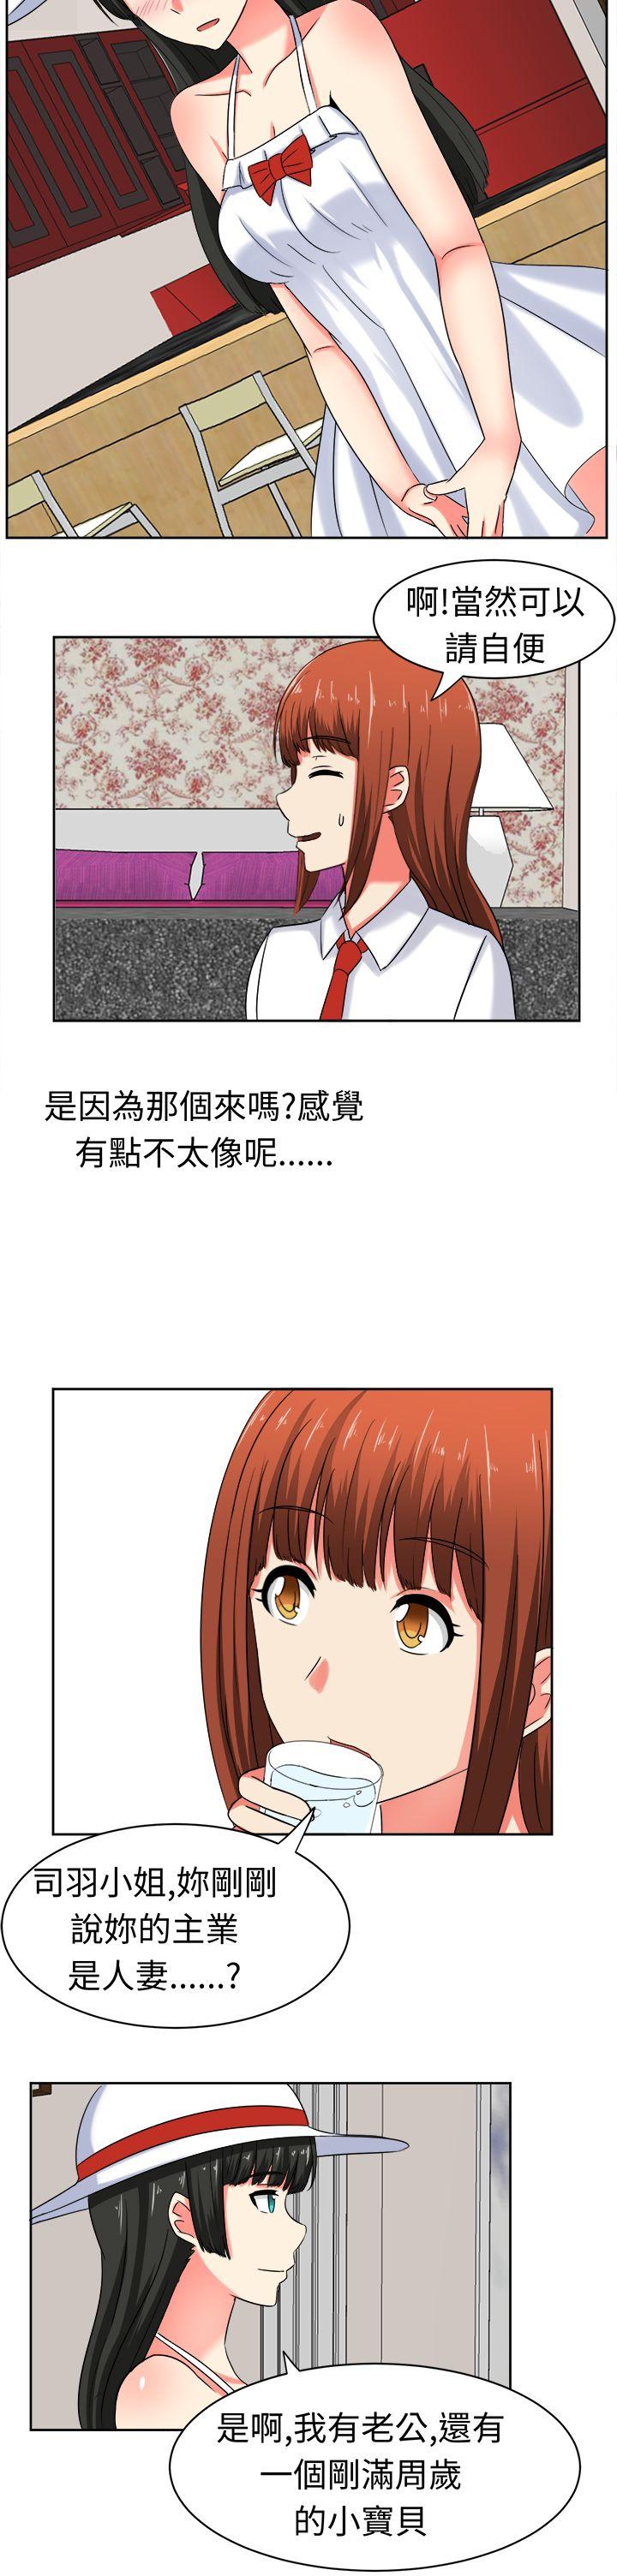 啊!當然可以
請自便
是因為那個來嗎?感覺
有點不太像呢......
司羽小姐,妳剛剛
說妳的主業
是人妻......?
是啊,我有老公,還有
一個剛滿周歲
的小寶貝